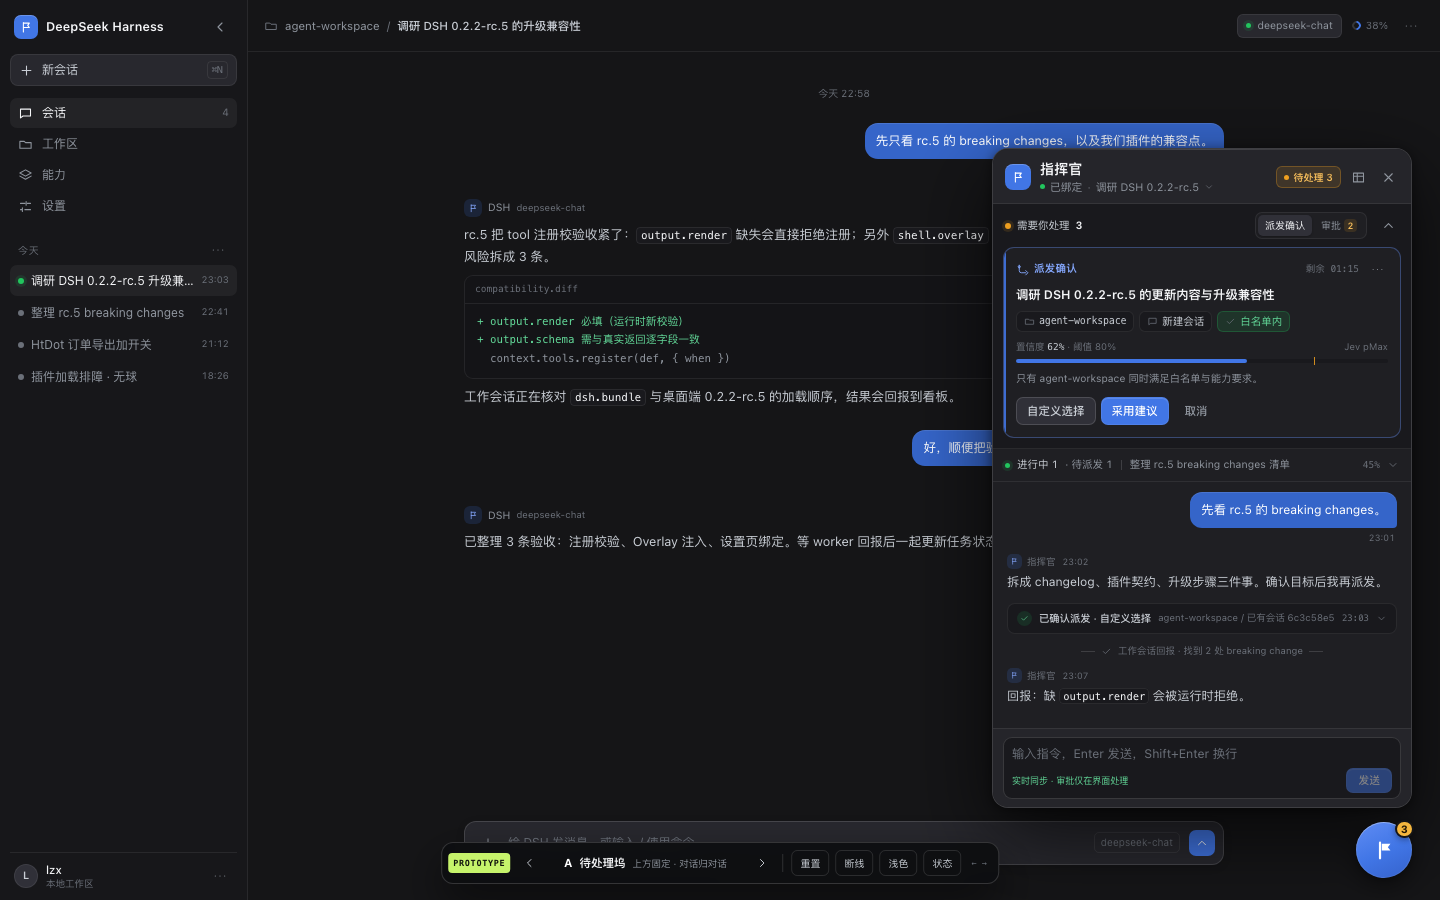 DeepSeek Harness
新会话 ⌘N
会话 4
工作区
能力
设置
今天 ···
调研 DSH 0.2.2-rc.5 升级兼... 23:03
整理 rc.5 breaking changes 22:41
HtDot 订单导出加开关 21:12
插件加载排障 · 无球 18:26
L lzx
本地工作区
···
agent-workspace / 调研 DSH 0.2.2-rc.5 的升级兼容性
deepseek-chat 38% ···
今天 22:58
先只看 rc.5 的 breaking changes，以及我们插件的兼容点。
DSH deepseek-chat
rc.5 把 tool 注册校验收紧了： output.render 缺失会直接拒绝注册；另外 shell.overlay
风险拆成 3 条。
compatibility.diff
+ output.render 必填（运行时新校验）
+ output.schema 需与真实返回逐字段一致
context.tools.register(def, { when })
工作会话正在核对 dsh.bundle 与桌面端 0.2.2-rc.5 的加载顺序，结果会回报到看板。
好，顺便把
DSH deepseek-chat
已整理 3 条验收：注册校验、Overlay 注入、设置页绑定。等 worker 回报后一起更新任务状态
deepseek-chat
PROTOTYPE A 待处理坞 上方固定 · 对话归对话 重置 断线 浅色 状态 ← →
指挥官
已绑定 · 调研 DSH 0.2.2-rc.5
待处理 3
需要你处理 3 派发确认 审批 2
派发确认 剩余 01:15 ···
调研 DSH 0.2.2-rc.5 的更新内容与升级兼容性
agent-workspace 新建会话 白名单内
置信度 62% · 阈值 80% Jev pMax
只有 agent-workspace 同时满足白名单与能力要求。
自定义选择 采用建议 取消
进行中 1 · 待派发 1 | 整理 rc.5 breaking changes 清单 45%
先看 rc.5 的 breaking changes。
23:01
指挥官 23:02
拆成 changelog、插件契约、升级步骤三件事。确认目标后我再派发。
已确认派发 · 自定义选择 agent-workspace / 已有会话 6c3c58e5 23:03
工作会话回报 · 找到 2 处 breaking change
指挥官 23:07
回报：缺 output.render 会被运行时拒绝。
输入指令，Enter 发送，Shift+Enter 换行
实时同步 · 审批仅在界面处理 发送
3